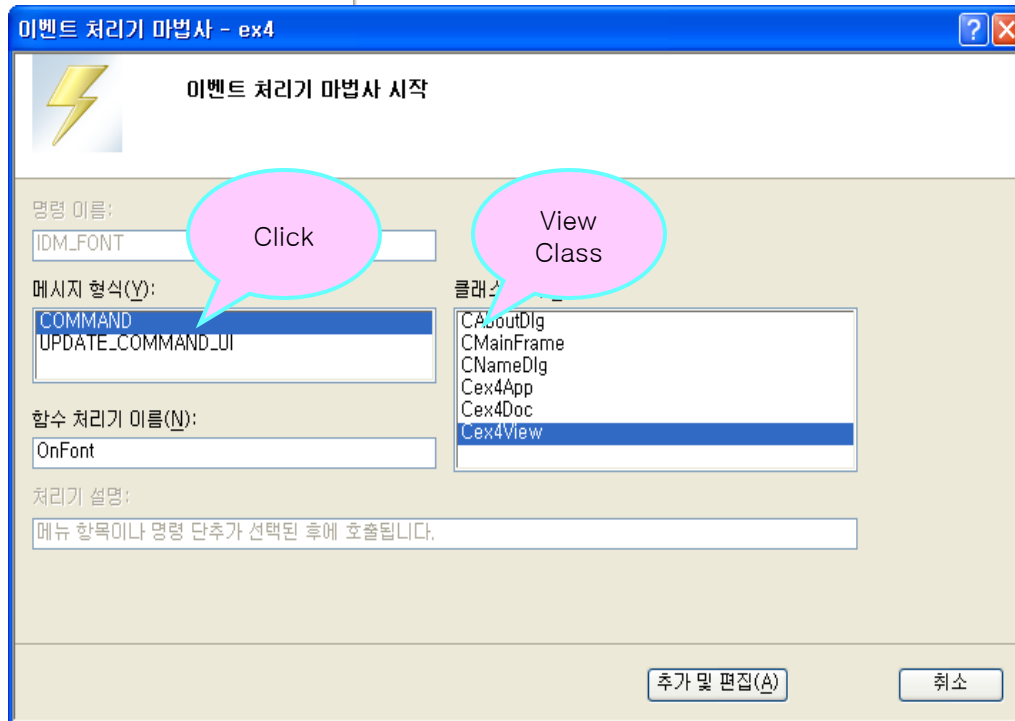 이벤트 처리기 마법사 - ex4
이벤트 처리기 마법사 시작
명령 이름:
IDM_FONT
Click
View
Class
메시지 형식(Y):
클래스
COMMAND
UPDATE_COMMAND_UI
CAboutDlg
CMainFrame
CNameDlg
Cex4App
Cex4Doc
Cex4View
함수 처리기 이름(N):
OnFont
처리기 설명:
메뉴 항목이나 명령 단추가 선택된 후에 호출됩니다.
추가 및 편집(A)
취소